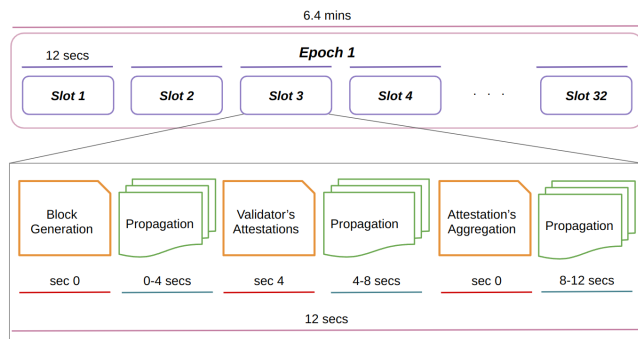 6.4 mins
Epoch 1
12 secs
Slot 1
Slot 2
Slot 3
Slot 4
. . .
Slot 32
Block
Generation
Propagation
Validator's
Attestations
Propagation
Attestation's
Aggregation
Propagation
sec 0
0-4 secs
sec 4
4-8 secs
sec 0
8-12 secs
12 secs